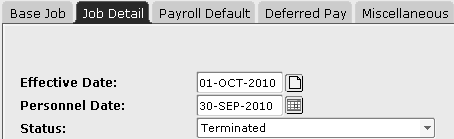 Base Job Job Detail Payroll Default Deferred Pay Miscellaneous
Effective Date: 01-OCT-2010
Personnel Date: 30-SEP-2010
Status: Terminated